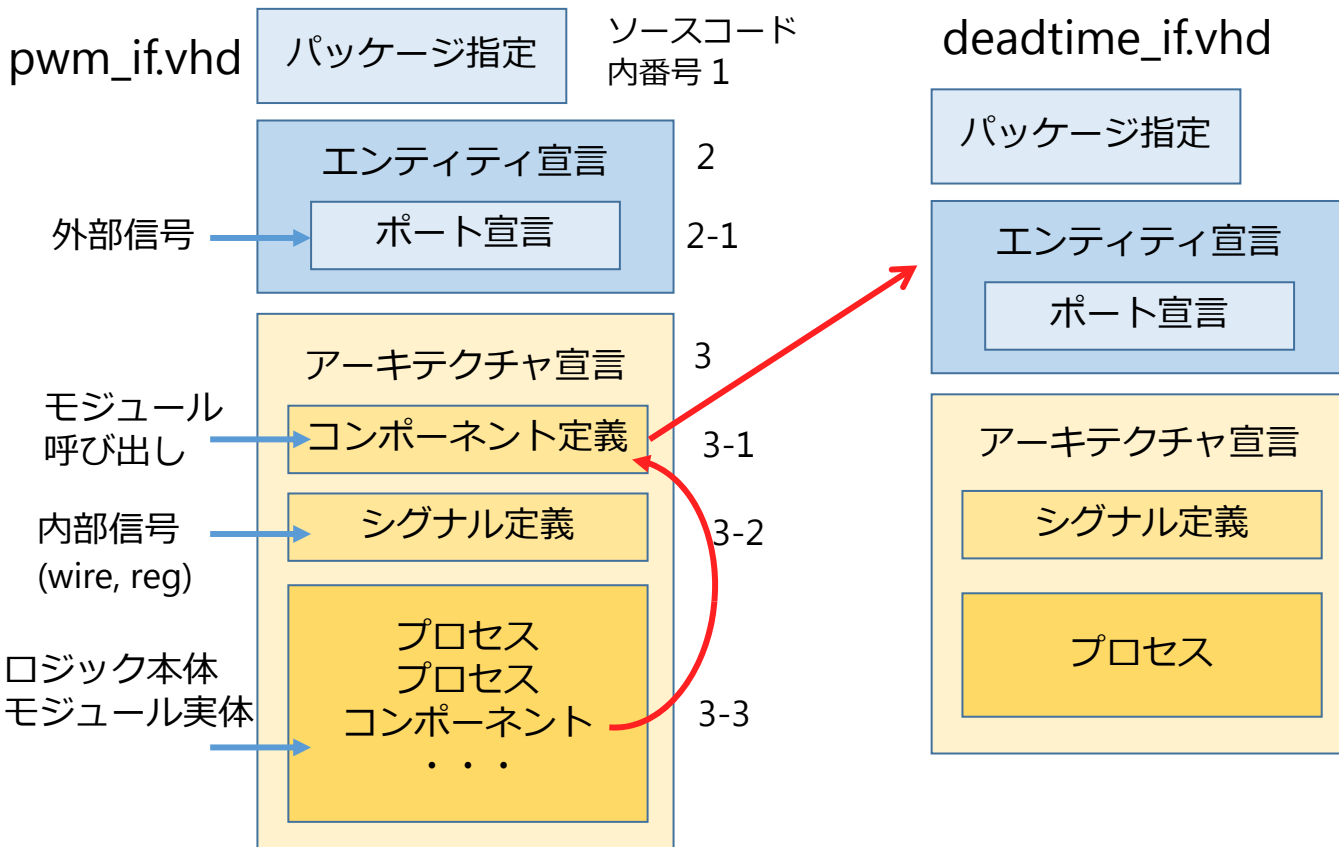 pwm_if.vhd
パッケージ指定
ソースコード
内番号 1
エンティティ宣言
2
外部信号
ポート宣言
2-1
アーキテクチャ宣言
3
モジュール
呼び出し
コンポーネント定義
3-1
内部信号
(wire, reg)
シグナル定義
3-2
ロジック本体
モジュール実体
プロセス
プロセス
コンポーネント
・・・
3-3
deadtime_if.vhd
パッケージ指定
エンティティ宣言
ポート宣言
アーキテクチャ宣言
シグナル定義
プロセス